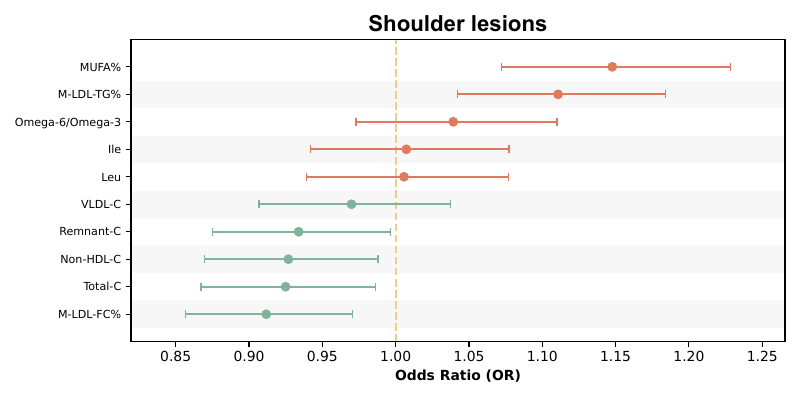 Shoulder lesions
MUFA%
M-LDL-TG%
Omega-6/Omega-3
Ile
Leu
VLDL-C
Remnant-C
Non-HDL-C
Total-C
M-LDL-FC%
0.85 0.90 0.95 1.00 1.05 1.10 1.15 1.20 1.25
Odds Ratio (OR)